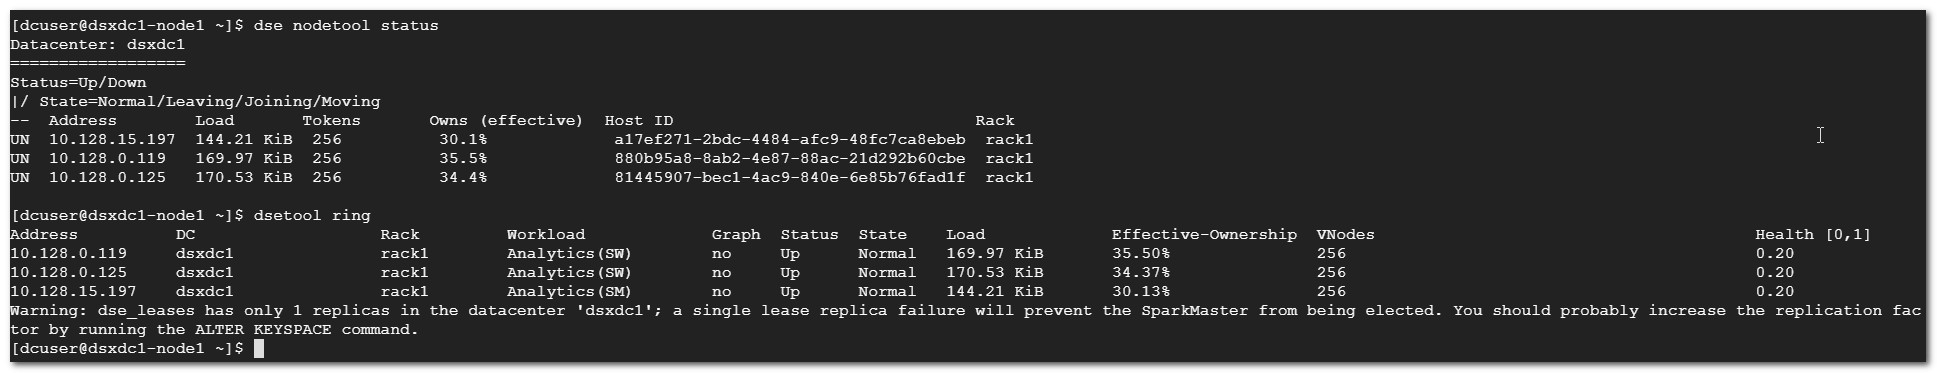 [dcuser@dsxdc1-node1 ~]$ dse nodetool status
Datacenter: dsxdc1
==================
Status=Up/Down
|/ State=Normal/Leaving/Joining/Moving
--  Address        Load       Tokens       Owns (effective)  Host ID                               Rack
UN  10.128.15.197  144.21 KiB  256          30.1%             a17ef271-2bdc-4484-afc9-48fc7ca8ebeb  rack1
UN  10.128.0.119  169.97 KiB  256          35.5%             880b95a8-8ab2-4e87-88ac-21d292b60cbe  rack1
UN  10.128.0.125  170.53 KiB  256          34.4%             81445907-bec1-4ac9-840e-6e85b76fad1f  rack1
[dcuser@dsxdc1-node1 ~]$ dsetool ring
Address          DC                   Rack         Workload             Graph  Status  State    Load             Effective-Ownership  VNodes                                       Health [0,1]
10.128.0.119     dsxdc1               rack1        Analytics(SW)        no     Up      Normal   169.97 KiB       35.50%               256                                          0.20
10.128.0.125     dsxdc1               rack1        Analytics(SW)        no     Up      Normal   170.53 KiB       34.37%               256                                          0.20
10.128.15.197    dsxdc1               rack1        Analytics(SM)        no     Up      Normal   144.21 KiB       30.13%               256                                          0.20
Warning: dse_leases has only 1 replicas in the datacenter 'dsxdc1'; a single lease replica failure will prevent the SparkMaster from being elected. You should probably increase the replication fac
tor by running the ALTER KEYSPACE command.
[dcuser@dsxdc1-node1 ~]$